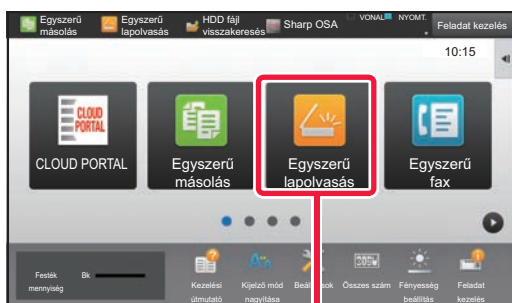 Egyszerű
másolás
Egyszerű
lapolvasás
HDD fájl
visszakeresés
Sharp OSA
VONAL
NYOMT.
Feladat kezelés
10:15
CLOUD
PORTAL
CLOUD PORTAL
Egyszerű
másolás
Egyszerű
lapolvasás
Egyszerű
fax
Festék
mennyiség
Bk
Kezelési
útmutató
Kijelző mód
nagyítása
Beállítások
Összes szám
Fényesség
beállítás
Feladat
kezelés